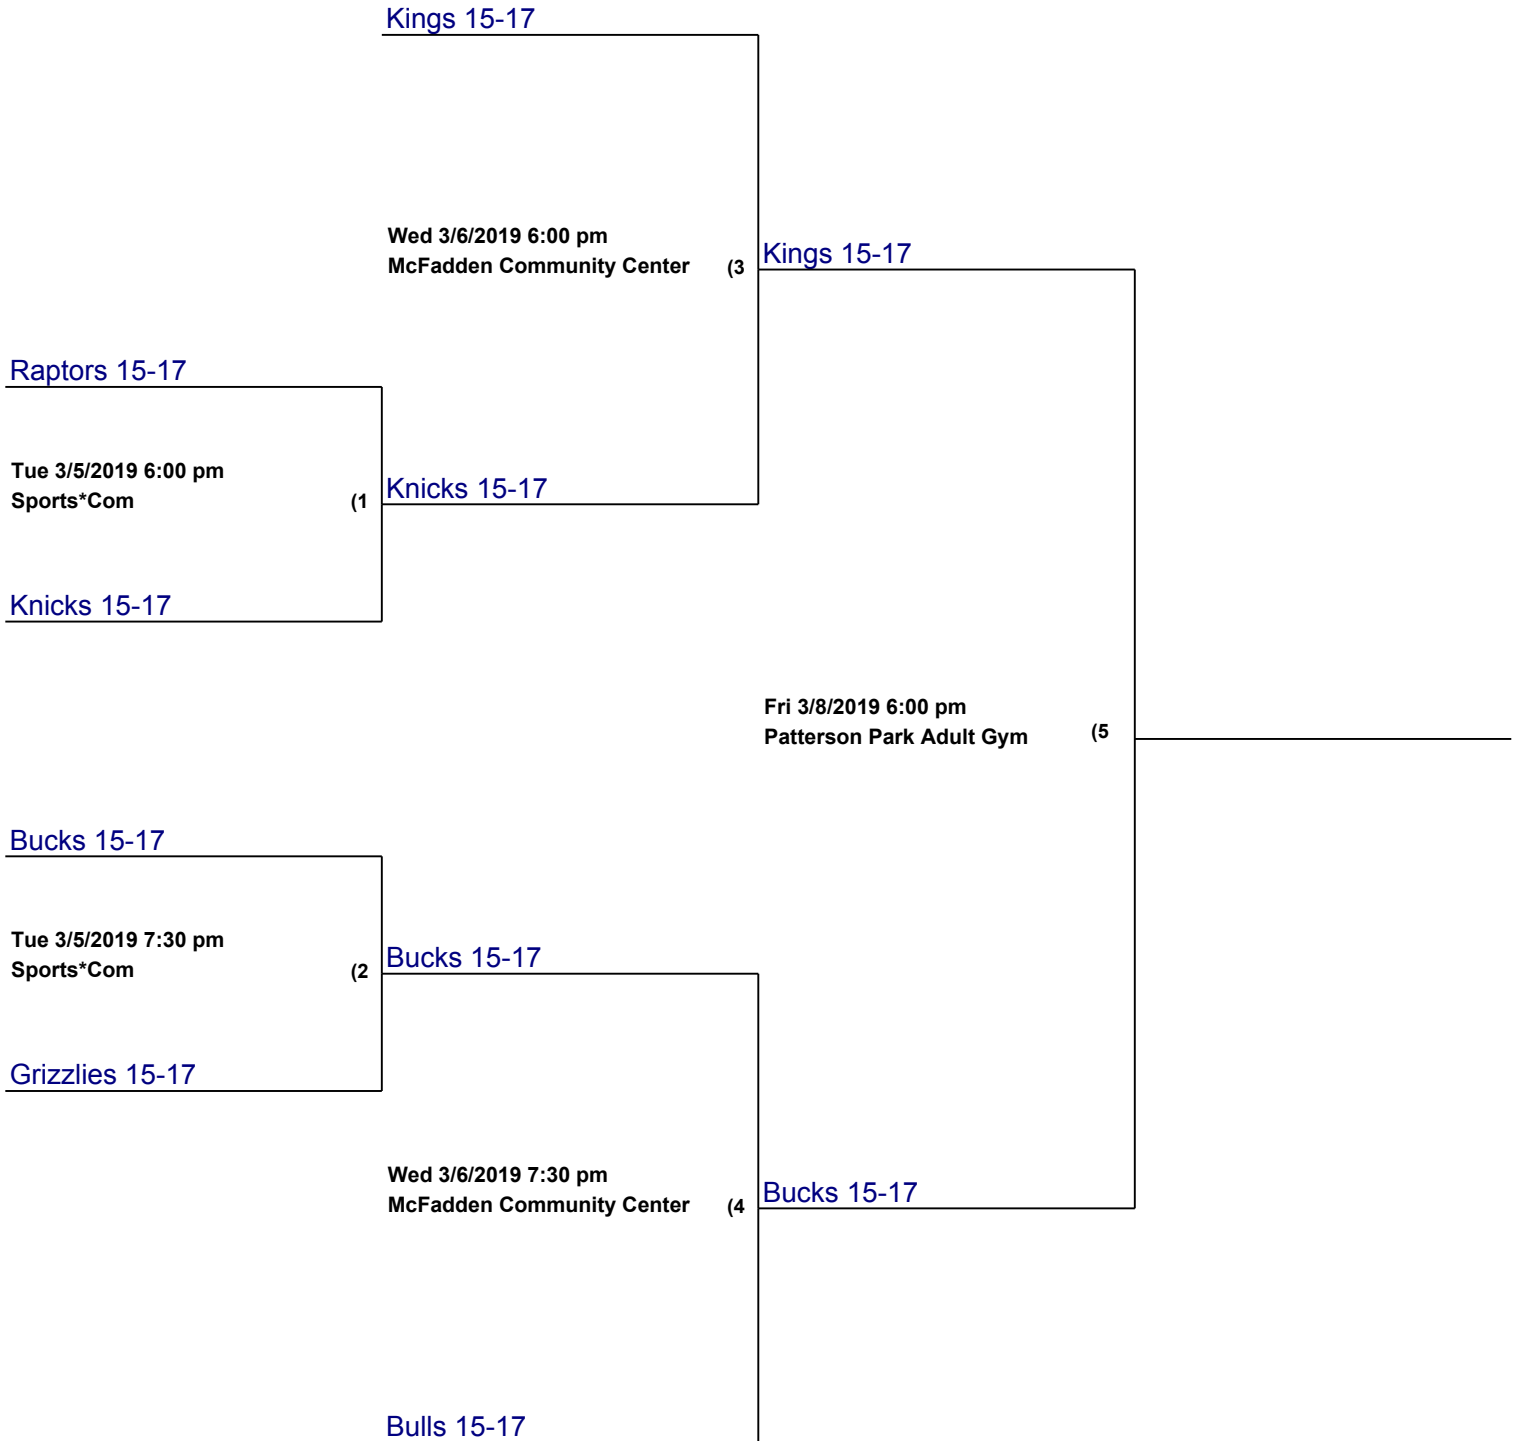 Kings 15-17
Wed 3/6/2019 6:00 pm
McFadden Community Center (3
Kings 15-17
Raptors 15-17
Tue 3/5/2019 6:00 pm
Sports*Com (1
Knicks 15-17
Knicks 15-17
Fri 3/8/2019 6:00 pm
Patterson Park Adult Gym (5
Bucks 15-17
Tue 3/5/2019 7:30 pm
Sports*Com (2
Bucks 15-17
Grizzlies 15-17
Wed 3/6/2019 7:30 pm
McFadden Community Center (4
Bucks 15-17
Bulls 15-17